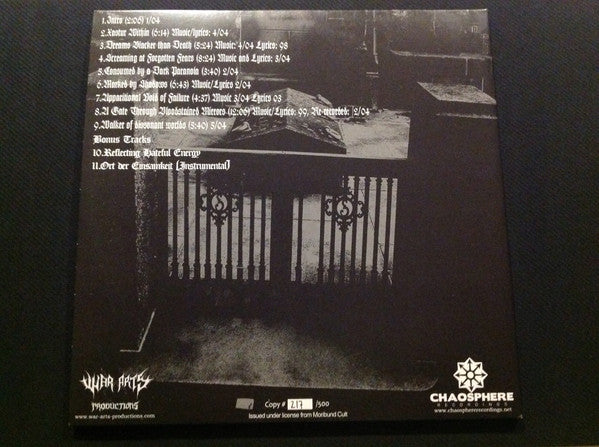 1.Intro (2:06) 1/04
2.Xastur Within (6:14) Music/lyrics: 4/04
3.Dreams Blacker than Death (5:24) Music: 4/04 Lyrics: 98
4.Screaming at Forgotten Fears (8:24) Music and Lyrics: 3/04
5.Consumed by a Dark Paranoia (3:40) 2/04
6.Marked by Shadows (6:43) Music/Lyrics 2/04
7.Apparitional Void of Failure (4:37) Music 3/04 Lyrics 03
8.A Gate Through Bloodstained Mirrors (12:06) Music/Lyrics: 99, Re-recorded: 2/04
9.Walker of dissonant worlds (5:40) 5/04
Bonus Tracks
10.Reflecting Hateful Energy
11.Ort der Einsamkeit (Instrumental)
WAR ARTS
PRODUCTIONS
www.war-arts-productions.com
Copy # 217 /500
Issued under license from Moribund Cult
CHAOSPHERE
RECORDINGS
www.chaosphererecordings.net